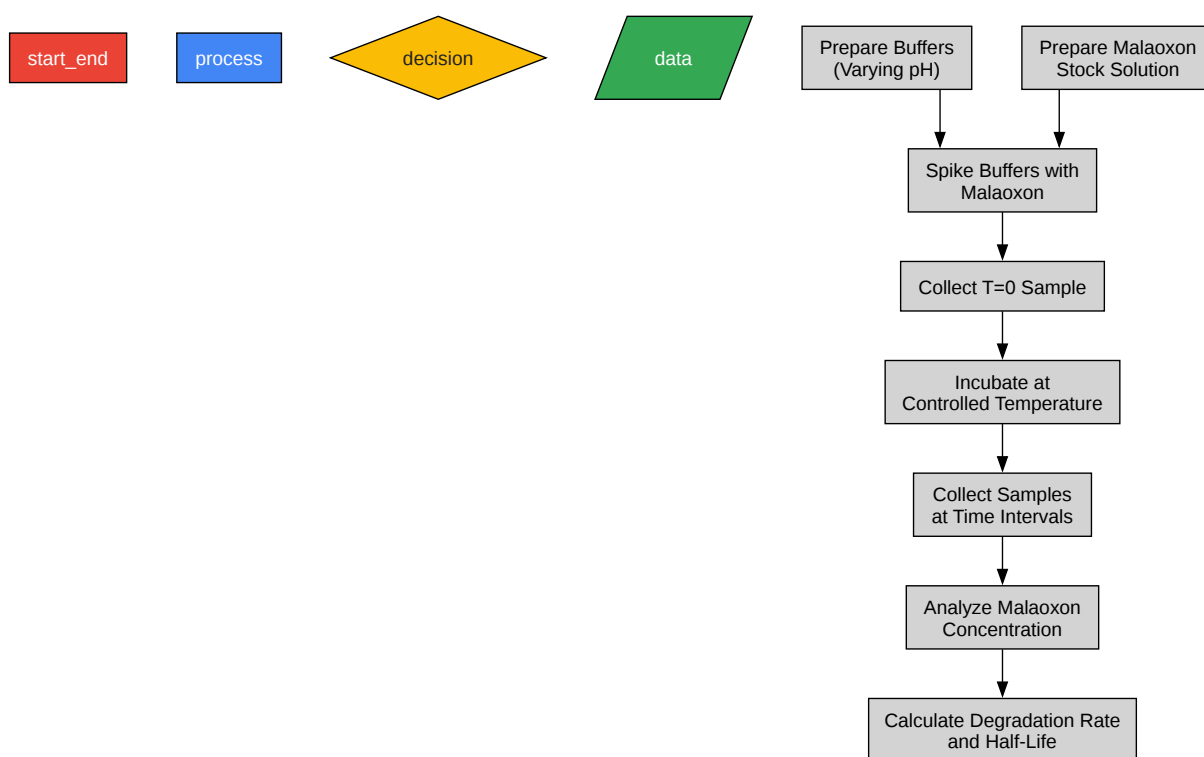 start_end
process
decision
data
Prepare Buffers
(Varying pH)
Prepare Malaoxon
Stock Solution
Spike Buffers with
Malaoxon
Collect T=0 Sample
Incubate at
Controlled Temperature
Collect Samples
at Time Intervals
Analyze Malaoxon
Concentration
Calculate Degradation Rate
and Half-Life